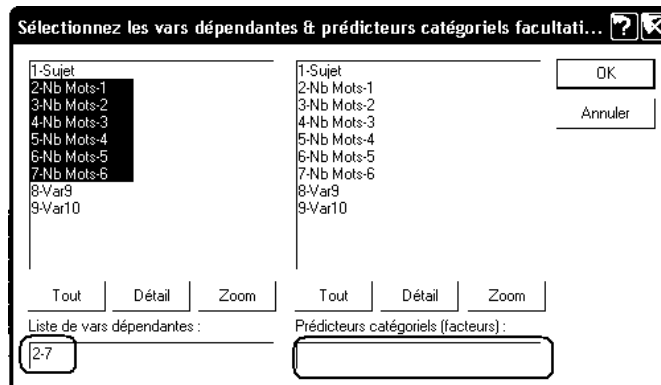 Sélectionnez les vars dépendantes & prédicteurs catégoriels facultati...
1-Sujet
2-Nb Mots-1
3-Nb Mots-2
4-Nb Mots-3
5-Nb Mots-4
6-Nb Mots-5
7-Nb Mots-6
8-Var9
9-Var10
1-Sujet
2-Nb Mots-1
3-Nb Mots-2
4-Nb Mots-3
5-Nb Mots-4
6-Nb Mots-5
7-Nb Mots-6
8-Var9
9-Var10
OK
Annuler
Tout Détail Zoom
Tout Détail Zoom
Liste de vars dépendantes :
2-7
Prédicteurs catégoriels (facteurs) :